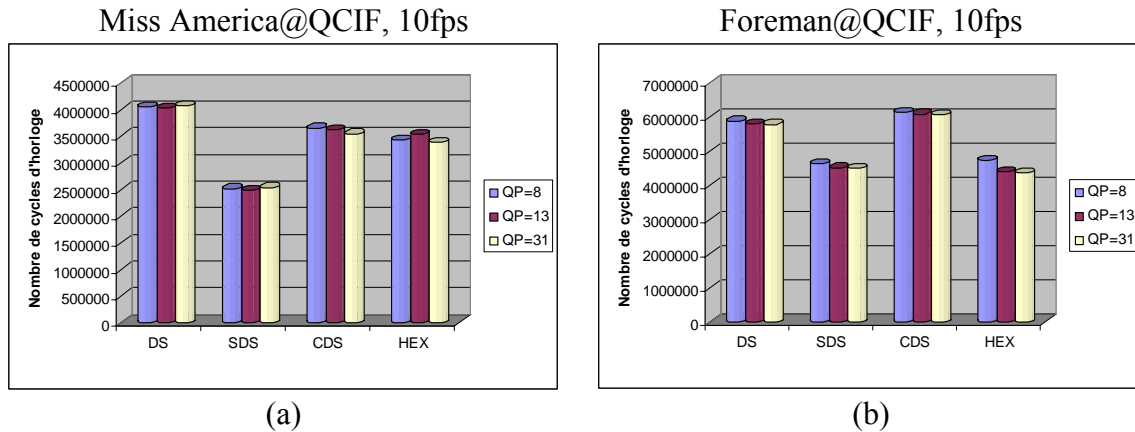 Miss America@QCIF, 10fps
Nombre de cycles d'horloge
4500000
4000000
3500000
3000000
2500000
2000000
1500000
1000000
500000
0
DS SDS CDS HEX
QP=8
QP=13
QP=31
(a)
Foreman@QCIF, 10fps
Nombre de cycles d'horloge
7000000
6000000
5000000
4000000
3000000
2000000
1000000
0
DS SDS CDS HEX
QP=8
QP=13
QP=31
(b)